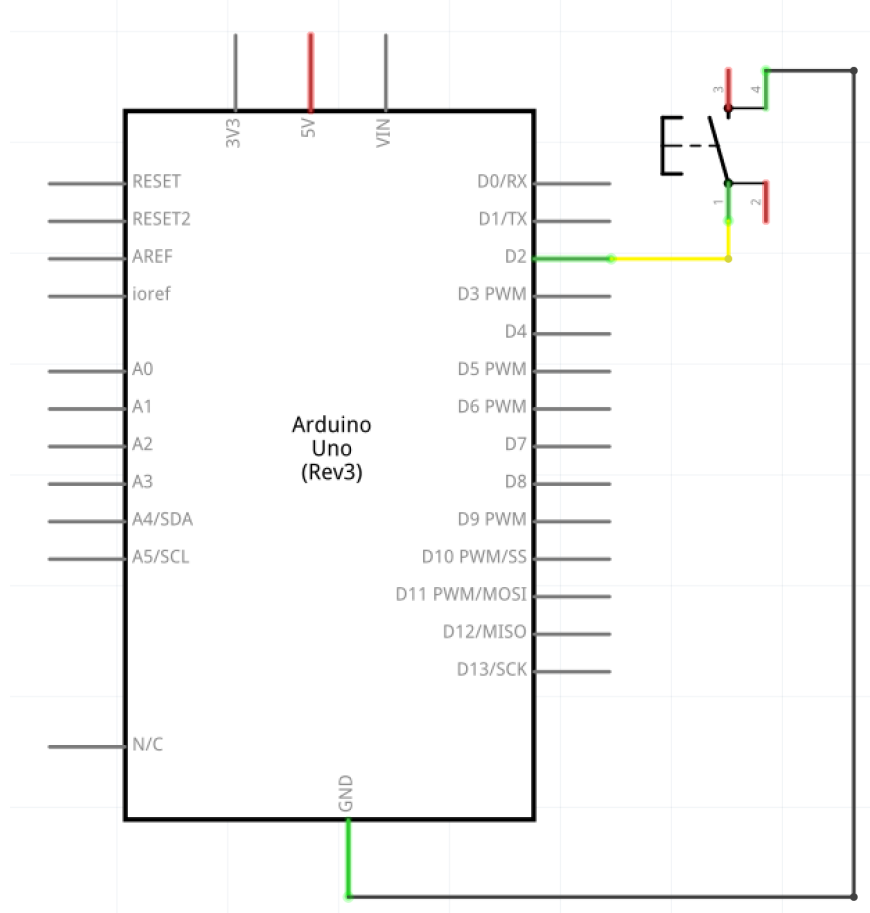 3V3
5V
VIN
3
4
1
2
RESET
RESET2
AREF
ioref
A0
A1
A2
A3
A4/SDA
A5/SCL
N/C
Arduino
Uno
(Rev3)
D0/RX
D1/TX
D2
D3 PWM
D4
D5 PWM
D6 PWM
D7
D8
D9 PWM
D10 PWM/SS
D11 PWM/MOSI
D12/MISO
D13/SCK
GND